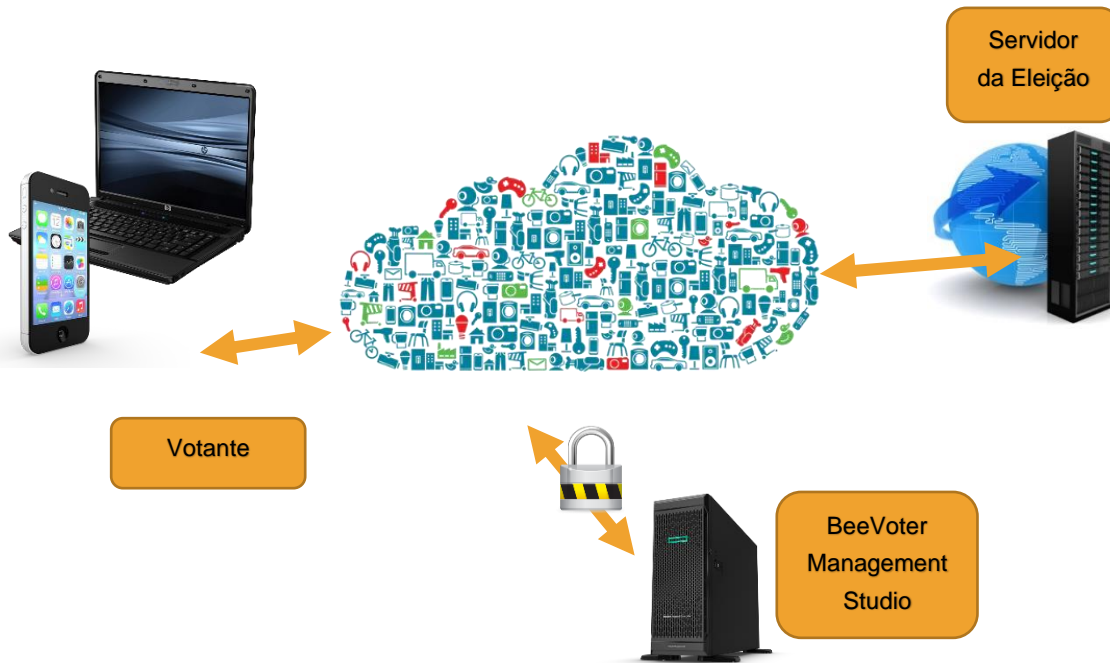 Servidor
da Eleição
Votante
BeeVoter
Management
Studio